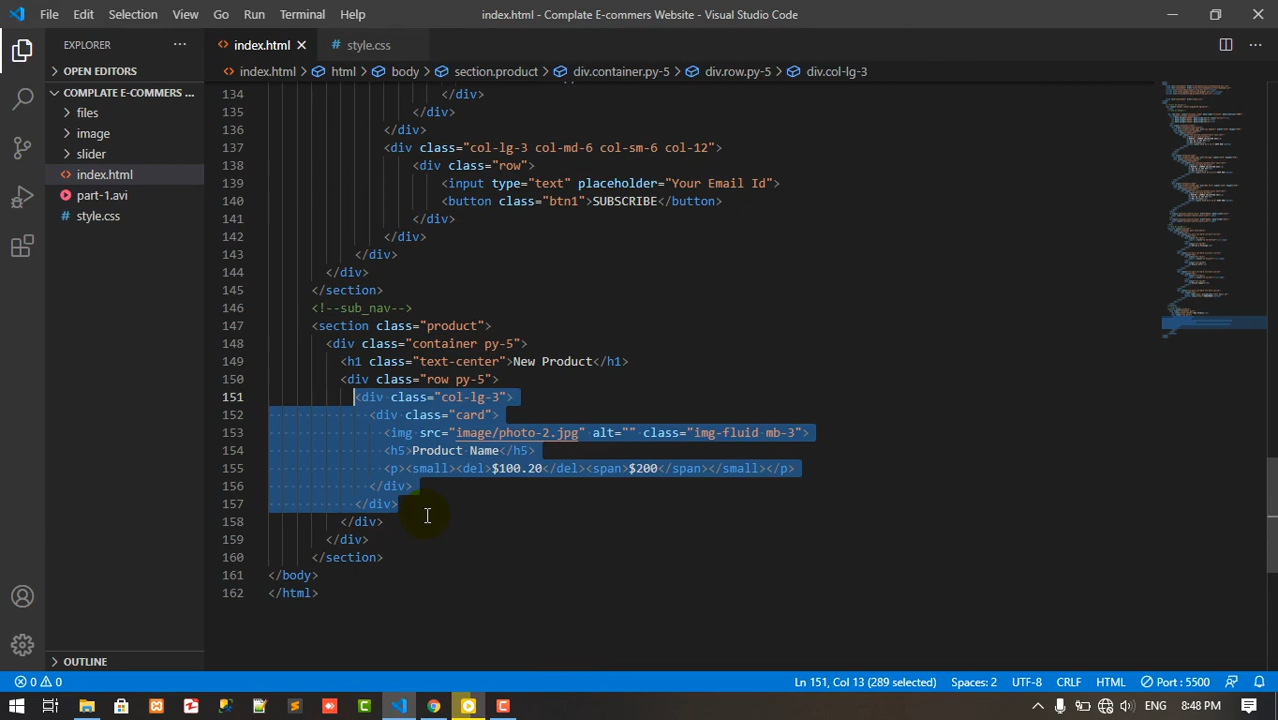 File Edit Selection View Go Run Terminal Help
index.html - Complate E-commers Website - Visual Studio Code
EXPLORER
index.html
# style.css
index.html > html > body > section.product > div.container.py-5 > div.row.py-5 > div.col-lg-3
OPEN EDITORS
COMPLATE E-COMMERS ...
files
image
slider
index.html
part-1.avi
style.css
OUTLINE
134 </div>
135 </div>
136 </div>
137 <div class="col-lg-3 col-md-6 col-sm-6 col-12">
138 <div class="row">
139 <input type="text" placeholder="Your Email Id">
140 <button class="btn1">SUBSCRIBE</button>
141 </div>
142 </div>
143 </div>
144 </div>
145 </section>
146 <!--sub_nav-->
147 <section class="product">
148 <div class="container py-5">
149 <h1 class="text-center">New Product</h1>
150 <div class="row py-5">
151 <div class="col-lg-3">
152 <div class="card">
153 <img src="image/photo-2.jpg" alt="" class="img-fluid mb-3">
154 <h5>Product Name</h5>
155 <p><small><del>$100.20</del><span>$200</span></small></p>
156 </div>
157 </div>
158 </div>
159 </div>
160 </section>
161 </body>
162 </html>
0 0
Ln 151, Col 13 (289 selected) Spaces: 2 UTF-8 CRLF HTML Port : 5500
8:48 PM